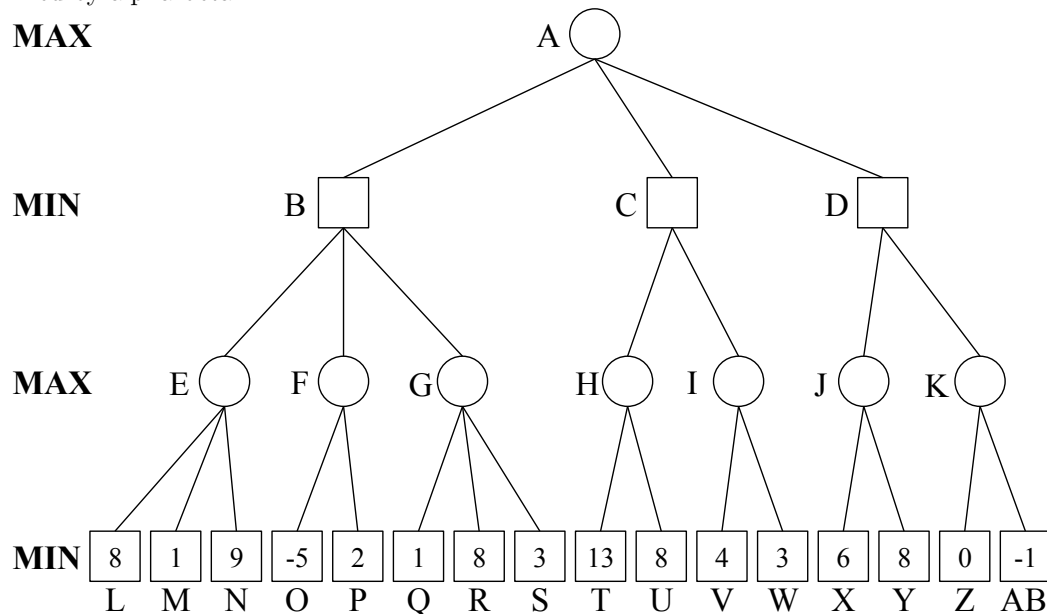 MAX A
MIN B C D
MAX E F G H I J K
MIN 8 1 9 -5 2 1 8 3 13 8 4 3 6 8 0 -1
L M N O P Q R S T U V W X Y Z AB